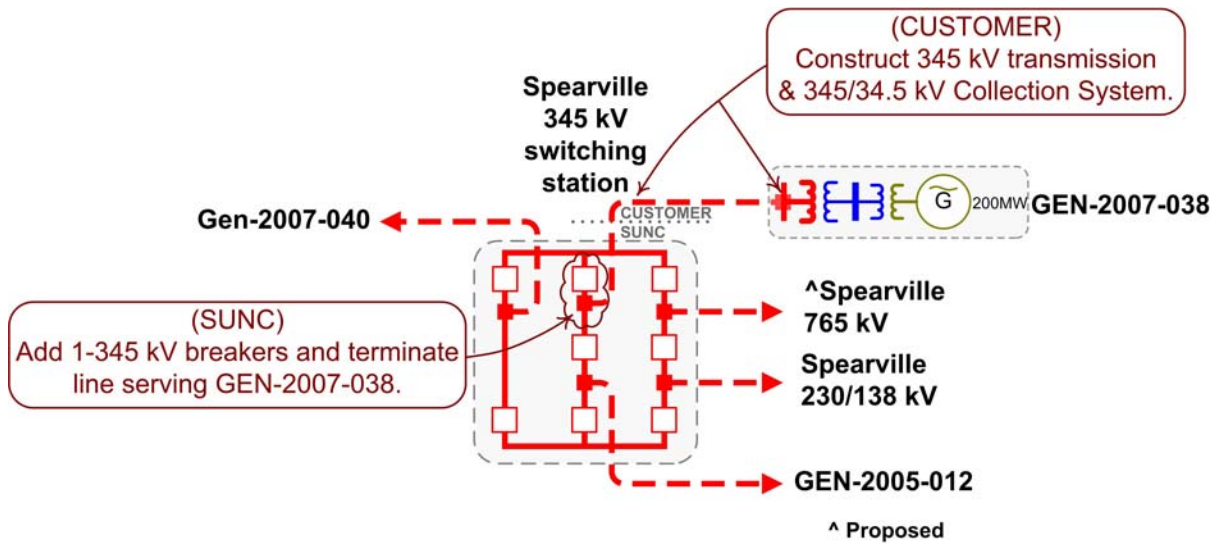 (CUSTOMER)
Construct 345 kV transmission
& 345/34.5 kV Collection System.
Spearville
345 kV
switching
station
G
200MW
GEN-2007-038
Gen-2007-040
CUSTOMER
SUNC
^Spearville
765 kV
(SUNC)
Add 1-345 kV breakers and terminate
line serving GEN-2007-038.
Spearville
230/138 kV
GEN-2005-012
^ Proposed